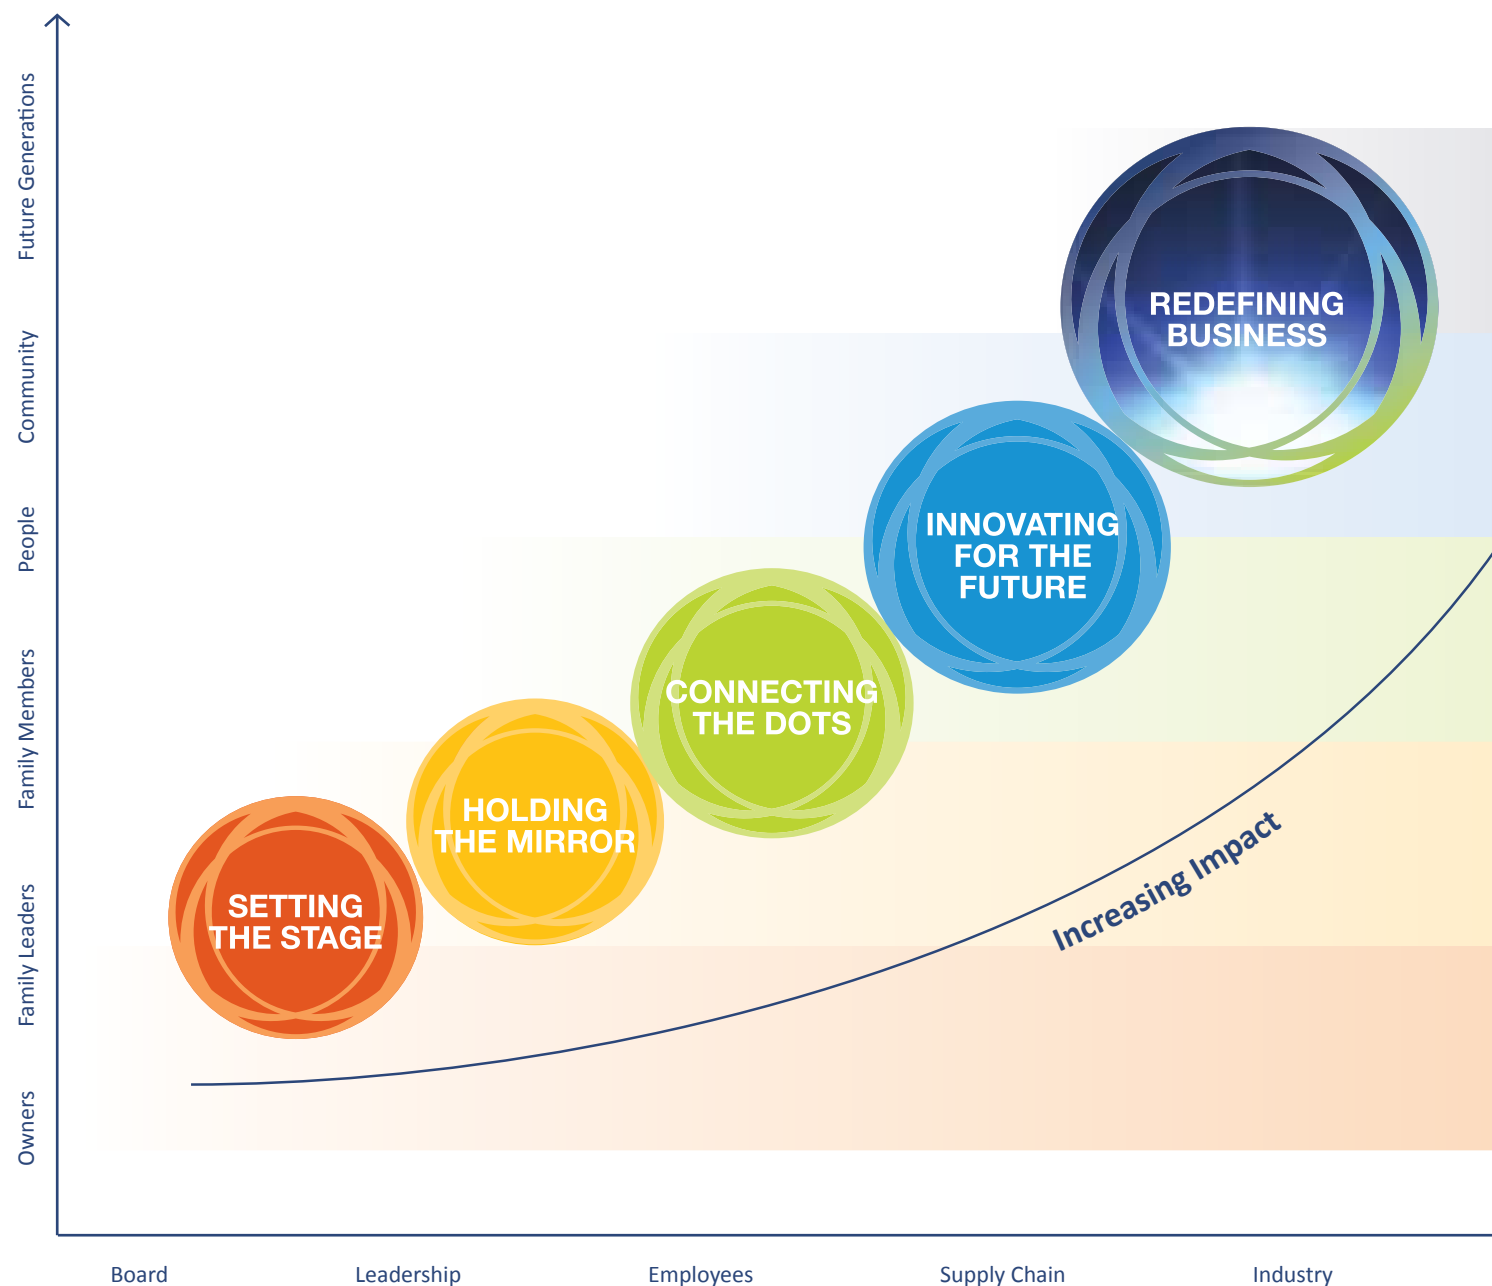 Future Generations
Community
People
Family Members
Family Leaders
Owners
REDEFINING
BUSINESS
INNOVATING
FOR THE
FUTURE
CONNECTING
THE DOTS
HOLDING
THE MIRROR
SETTING
THE STAGE
Increasing Impact
Board
Leadership
Employees
Supply Chain
Industry